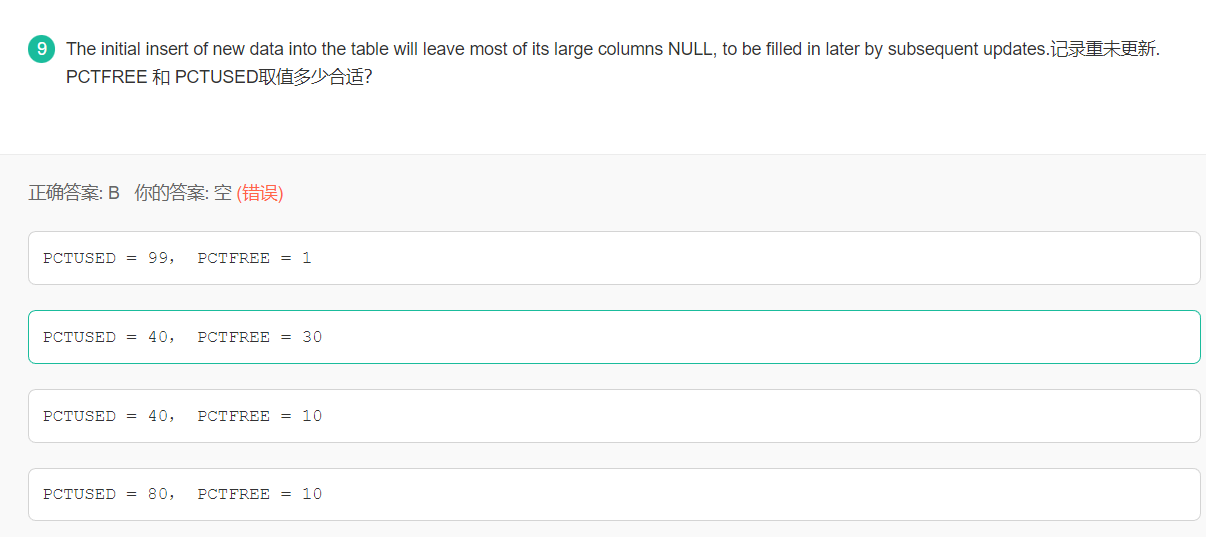 9 The initial insert of new data into the table will leave most of its large columns NULL, to be filled in later by subsequent updates.记录重未更新.
PCTFREE 和 PCTUSED取值多少合适?
正确答案: B 你的答案: 空 (错误)
PCTUSED = 99， PCTFREE = 1
PCTUSED = 40， PCTFREE = 30
PCTUSED = 40， PCTFREE = 10
PCTUSED = 80， PCTFREE = 10